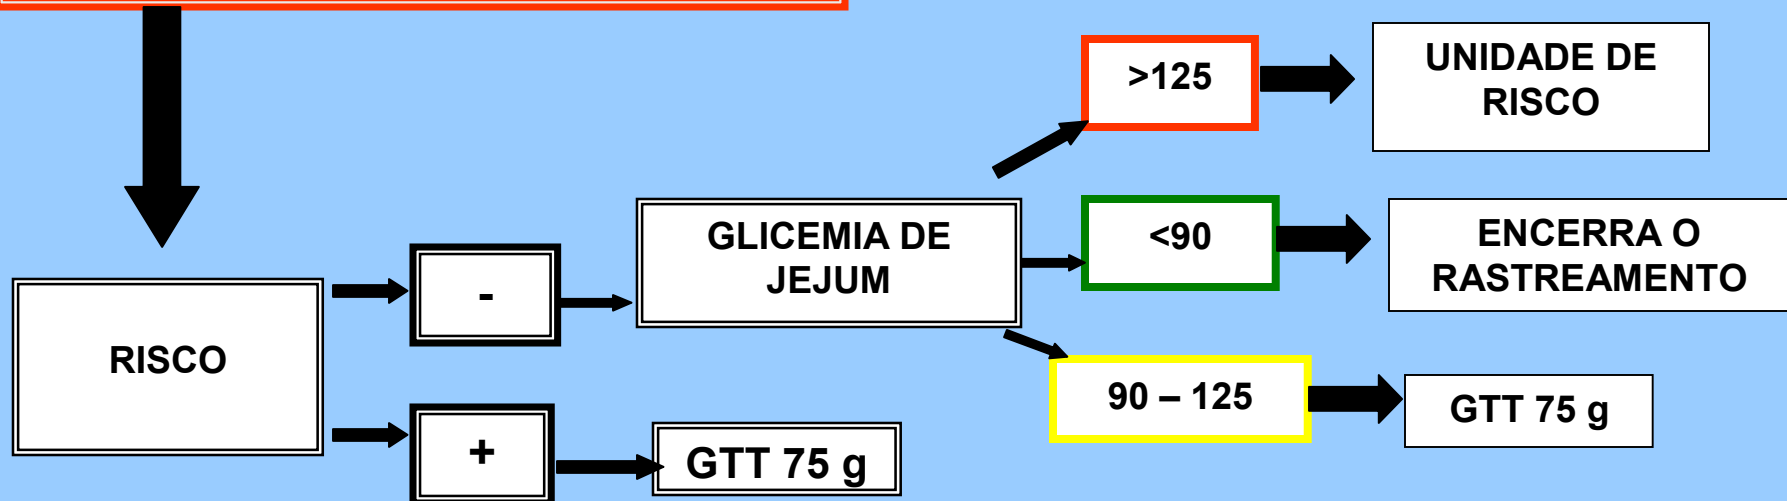 >125
UNIDADE DE
RISCO
<90
ENCERRA O
RASTREAMENTO
GLICEMIA DE
JEJUM
-
RISCO
90 – 125
GTT 75 g
+
GTT 75 g